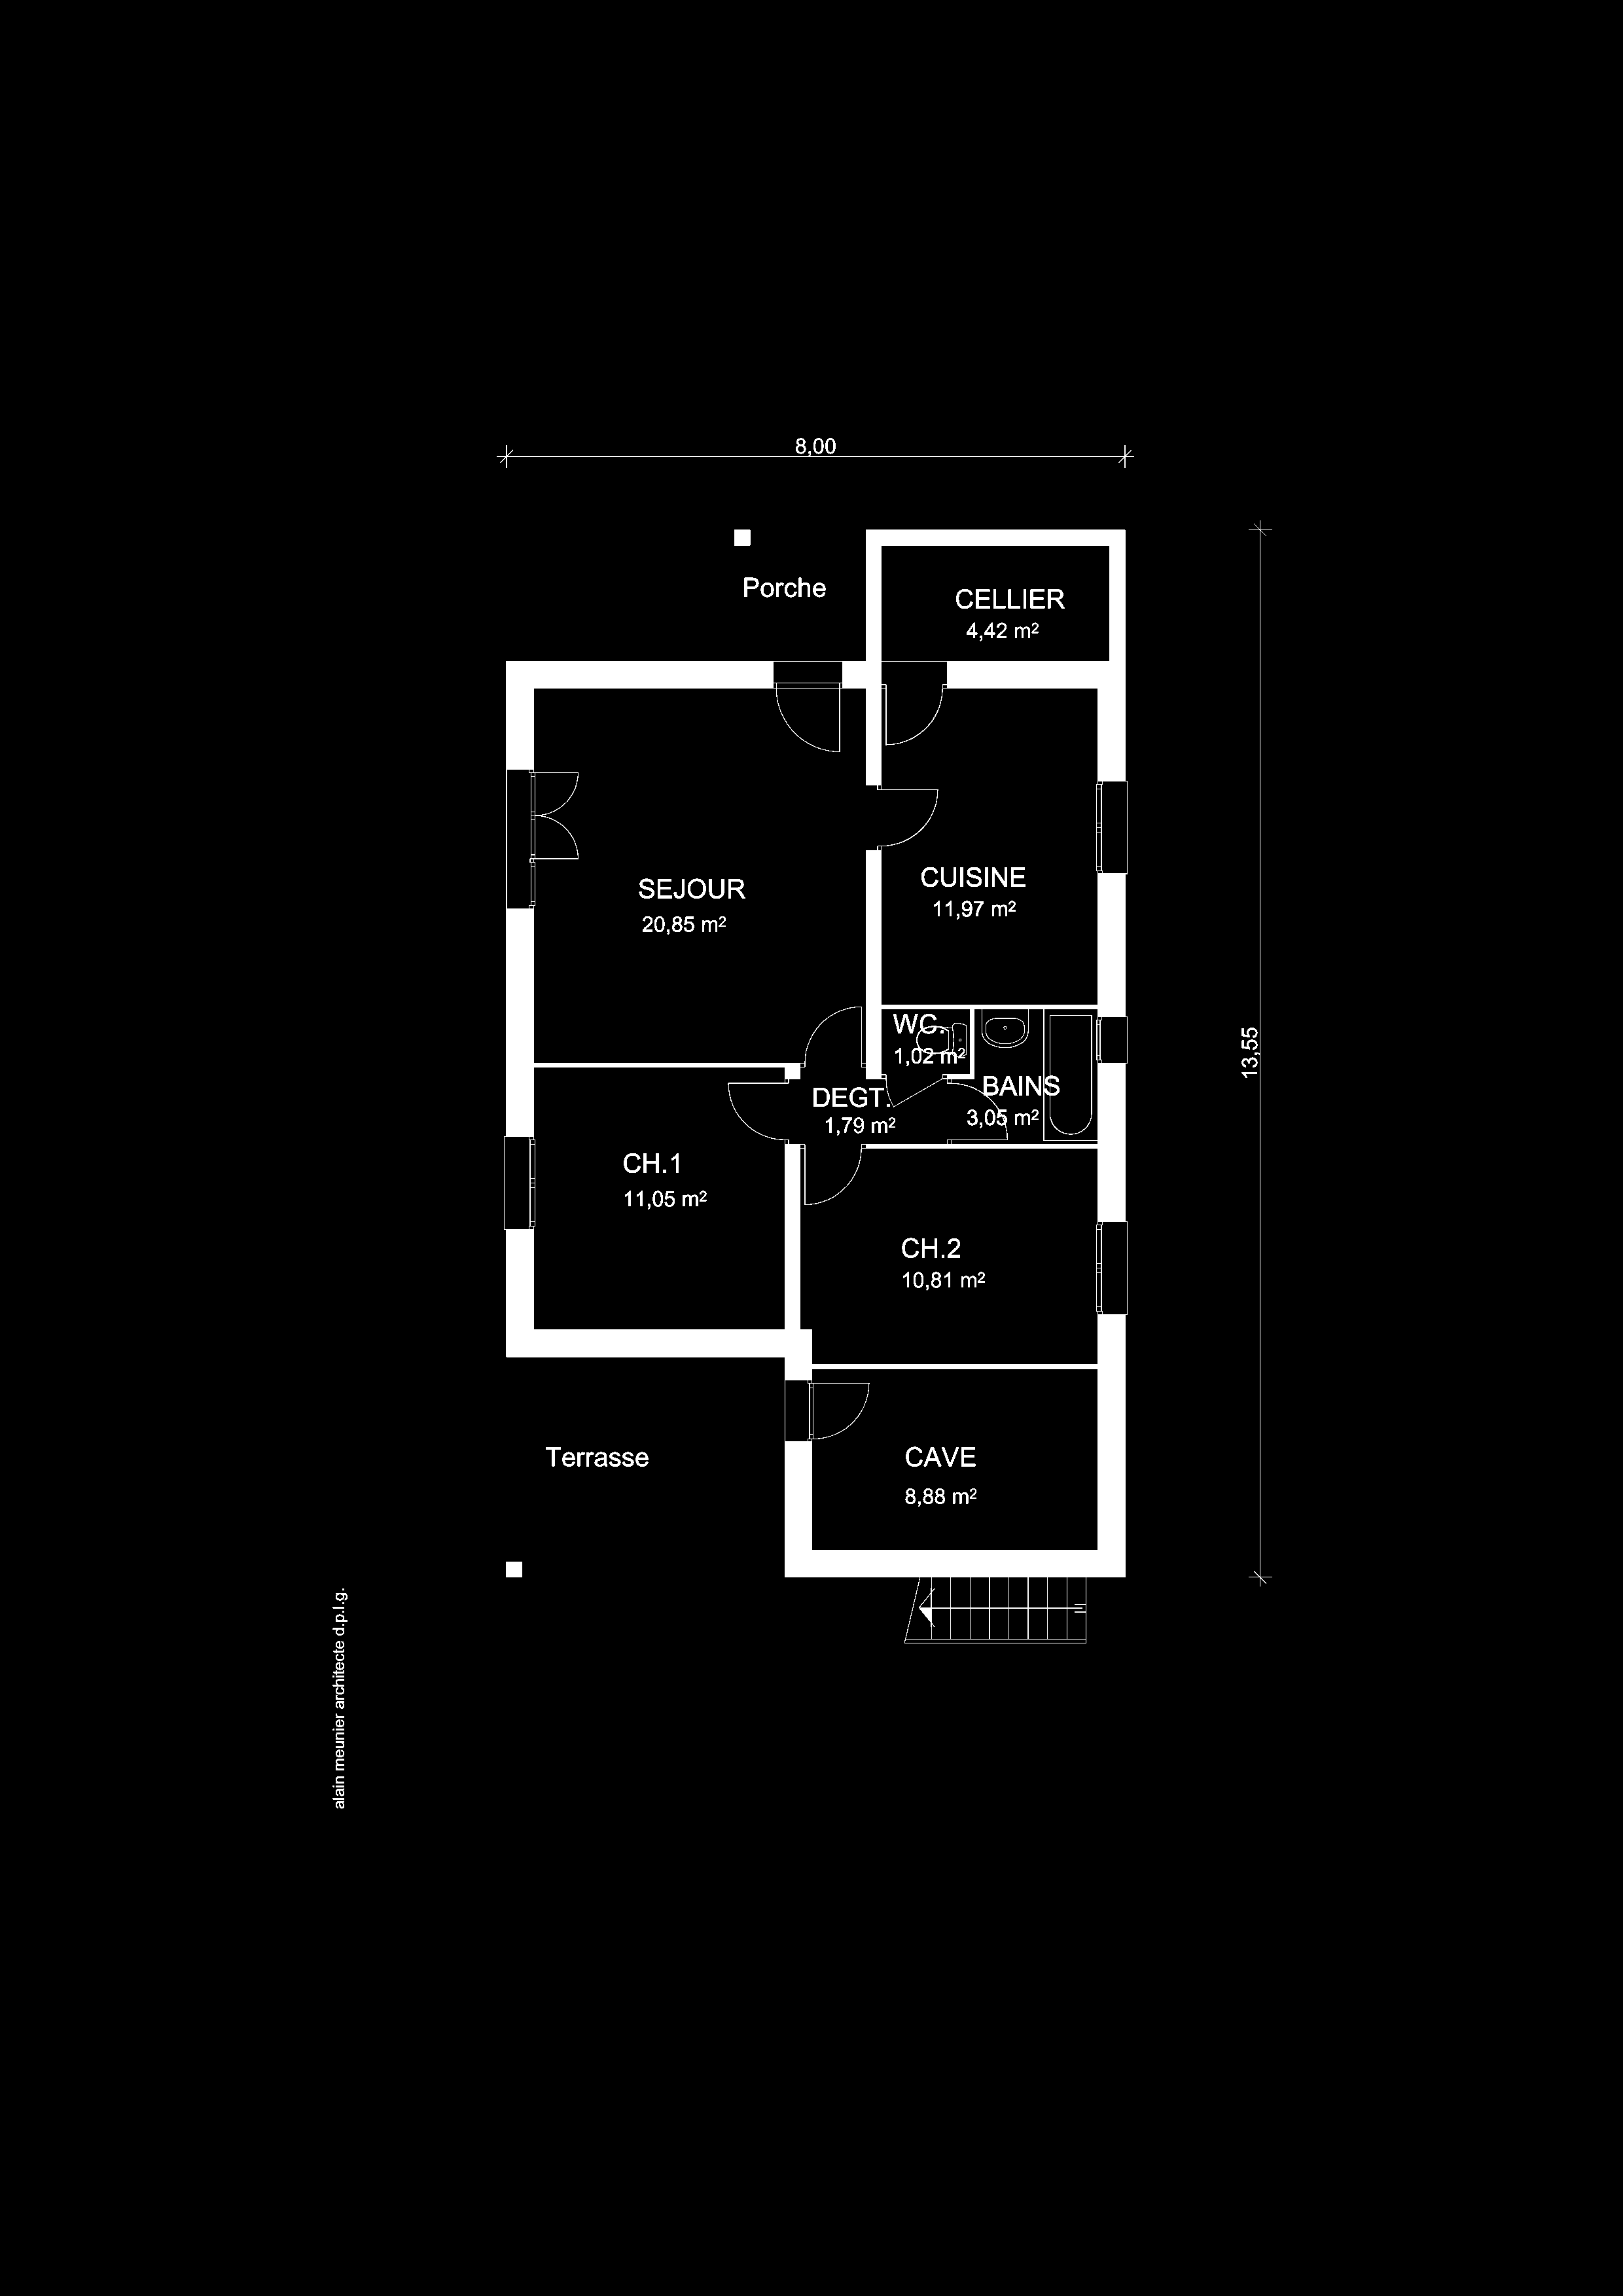 8,00
Porche
CELLIER
4,42 m²
SEJOUR
20,85 m²
CUISINE
11,97 m²
WC.
1,02 m²
BAINS
3,05 m²
DEGT.
1,79 m²
13,55
CH.1
11,05 m²
CH.2
10,81 m²
Terrasse
CAVE
8,88 m²
alain meunier architecte d.p.l.g.